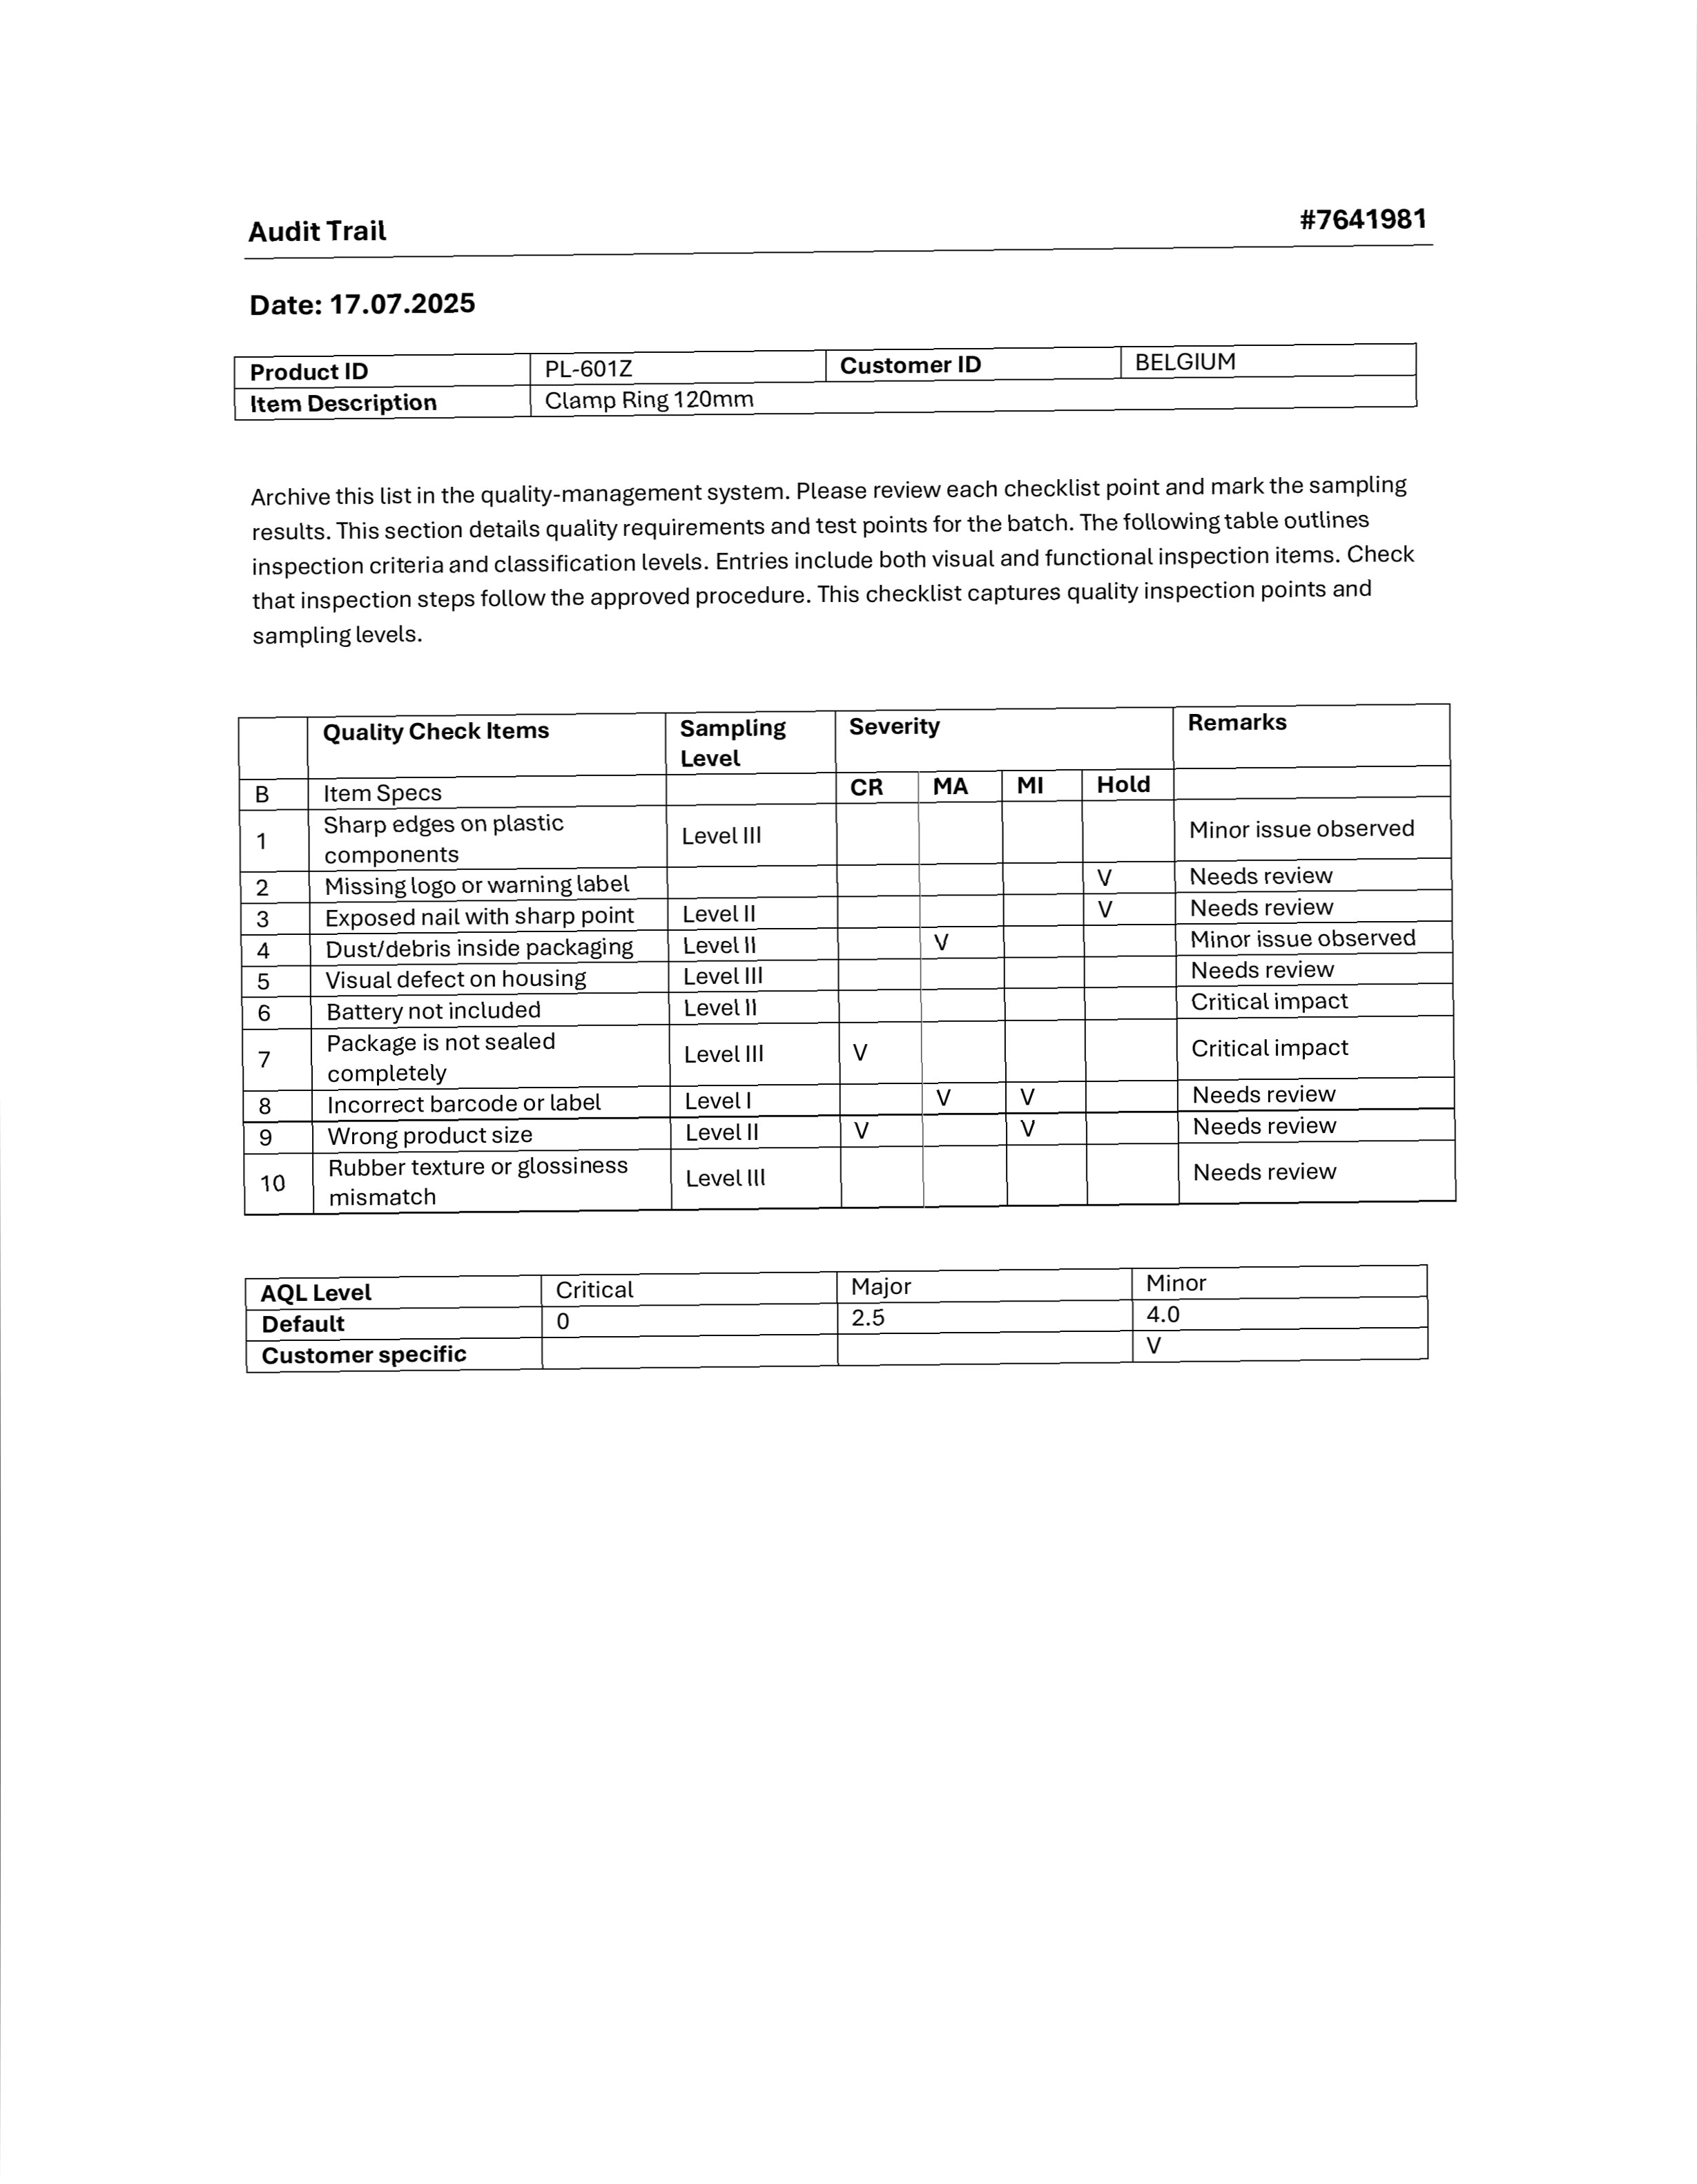 Audit Trail #7641981
Date: 17.07.2025
Product ID PL-601Z Customer ID BELGIUM
Item Description Clamp Ring 120mm
Archive this list in the quality-management system. Please review each checklist point and mark the sampling
results. This section details quality requirements and test points for the batch. The following table outlines
inspection criteria and classification levels. Entries include both visual and functional inspection items. Check
that inspection steps follow the approved procedure. This checklist captures quality inspection points and
sampling levels.
Quality Check Items Sampling Severity Remarks
Level
B Item Specs CR MA MI Hold
1 Sharp edges on plastic Level III Minor issue observed
components
2 Missing logo or warning label V Needs review
3 Exposed nail with sharp point Level II V Needs review
4 Dust/debris inside packaging Level II V Minor issue observed
5 Visual defect on housing Level III Needs review
6 Battery not included Level II Critical impact
7 Package is not sealed Level III V Critical impact
completely
8 Incorrect barcode or label Level I V V Needs review
9 Wrong product size Level II V V Needs review
10 Rubber texture or glossiness Level III Needs review
mismatch
AQL Level Critical Major Minor
Default 0 2.5 4.0
Customer specific V